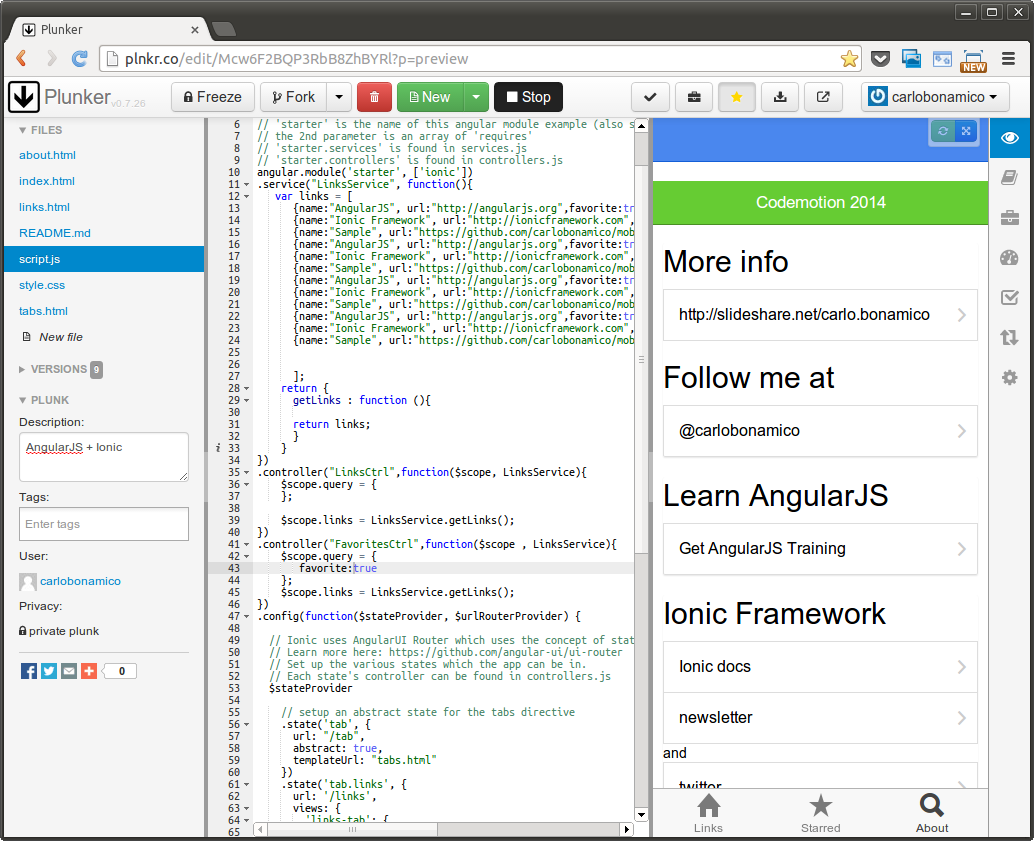 Plunker
plnkr.co/edit/Mcw6F2BQP3RbB8ZhBYRl?p=preview
NEW
Plunker v0.7.26
Freeze
Fork
New
Stop
carlobonamico
FILES
about.html
index.html
links.html
README.md
script.js
style.css
tabs.html
New file
VERSIONS 9
PLUNK
Description:
AngularJS + Ionic
Tags:
Enter tags
User:
carlobonamico
Privacy:
private plunk
0
6 // 'starter' is the name of this angular module example (also s
7 // the 2nd parameter is an array of 'requires'
8 // 'starter.services' is found in services.js
9 // 'starter.controllers' is found in controllers.js
10 angular.module('starter', ['ionic'])
11 .service("LinksService", function(){
12 var links = [
13 {name:"AngularJS", url:"http://angularjs.org",favorite:tr
14 {name:"Ionic Framework", url:"http://ionicframework.com",
15 {name:"Sample", url:"https://github.com/carlobonamico/mob
16 {name:"AngularJS", url:"http://angularjs.org",favorite:tr
17 {name:"Ionic Framework", url:"http://ionicframework.com",
18 {name:"Sample", url:"https://github.com/carlobonamico/mob
19 {name:"AngularJS", url:"http://angularjs.org",favorite:tr
20 {name:"Ionic Framework", url:"http://ionicframework.com",
21 {name:"Sample", url:"https://github.com/carlobonamico/mob
22 {name:"AngularJS", url:"http://angularjs.org",favorite:tr
23 {name:"Ionic Framework", url:"http://ionicframework.com",
24 {name:"Sample", url:"https://github.com/carlobonamico/mob
25
26
27 ];
28 return {
29 getLinks : function (){
30
31 return links;
32 }
i 33 }
34 })
35 .controller("LinksCtrl",function($scope, LinksService){
36 $scope.query = {
37 };
38
39 $scope.links = LinksService.getLinks();
40 })
41 .controller("FavoritesCtrl",function($scope , LinksService){
42 $scope.query = {
43 favorite:true
44 };
45 $scope.links = LinksService.getLinks();
46 })
47 .config(function($stateProvider, $urlRouterProvider) {
48
49 // Ionic uses AngularUI Router which uses the concept of stat
50 // Learn more here: https://github.com/angular-ui/ui-router
51 // Set up the various states which the app can be in.
52 // Each state's controller can be found in controllers.js
53 $stateProvider
54
55 // setup an abstract state for the tabs directive
56 .state('tab', {
57 url: "/tab",
58 abstract: true,
59 templateUrl: "tabs.html"
60 })
61 .state('tab.links', {
62 url: '/links',
63 views: {
64 'links-tab': {
65
Codemotion 2014
More info
http://slideshare.net/carlo.bonamico
Follow me at
@carlobonamico
Learn AngularJS
Get AngularJS Training
Ionic Framework
Ionic docs
newsletter
and
twitter
Links
Starred
About